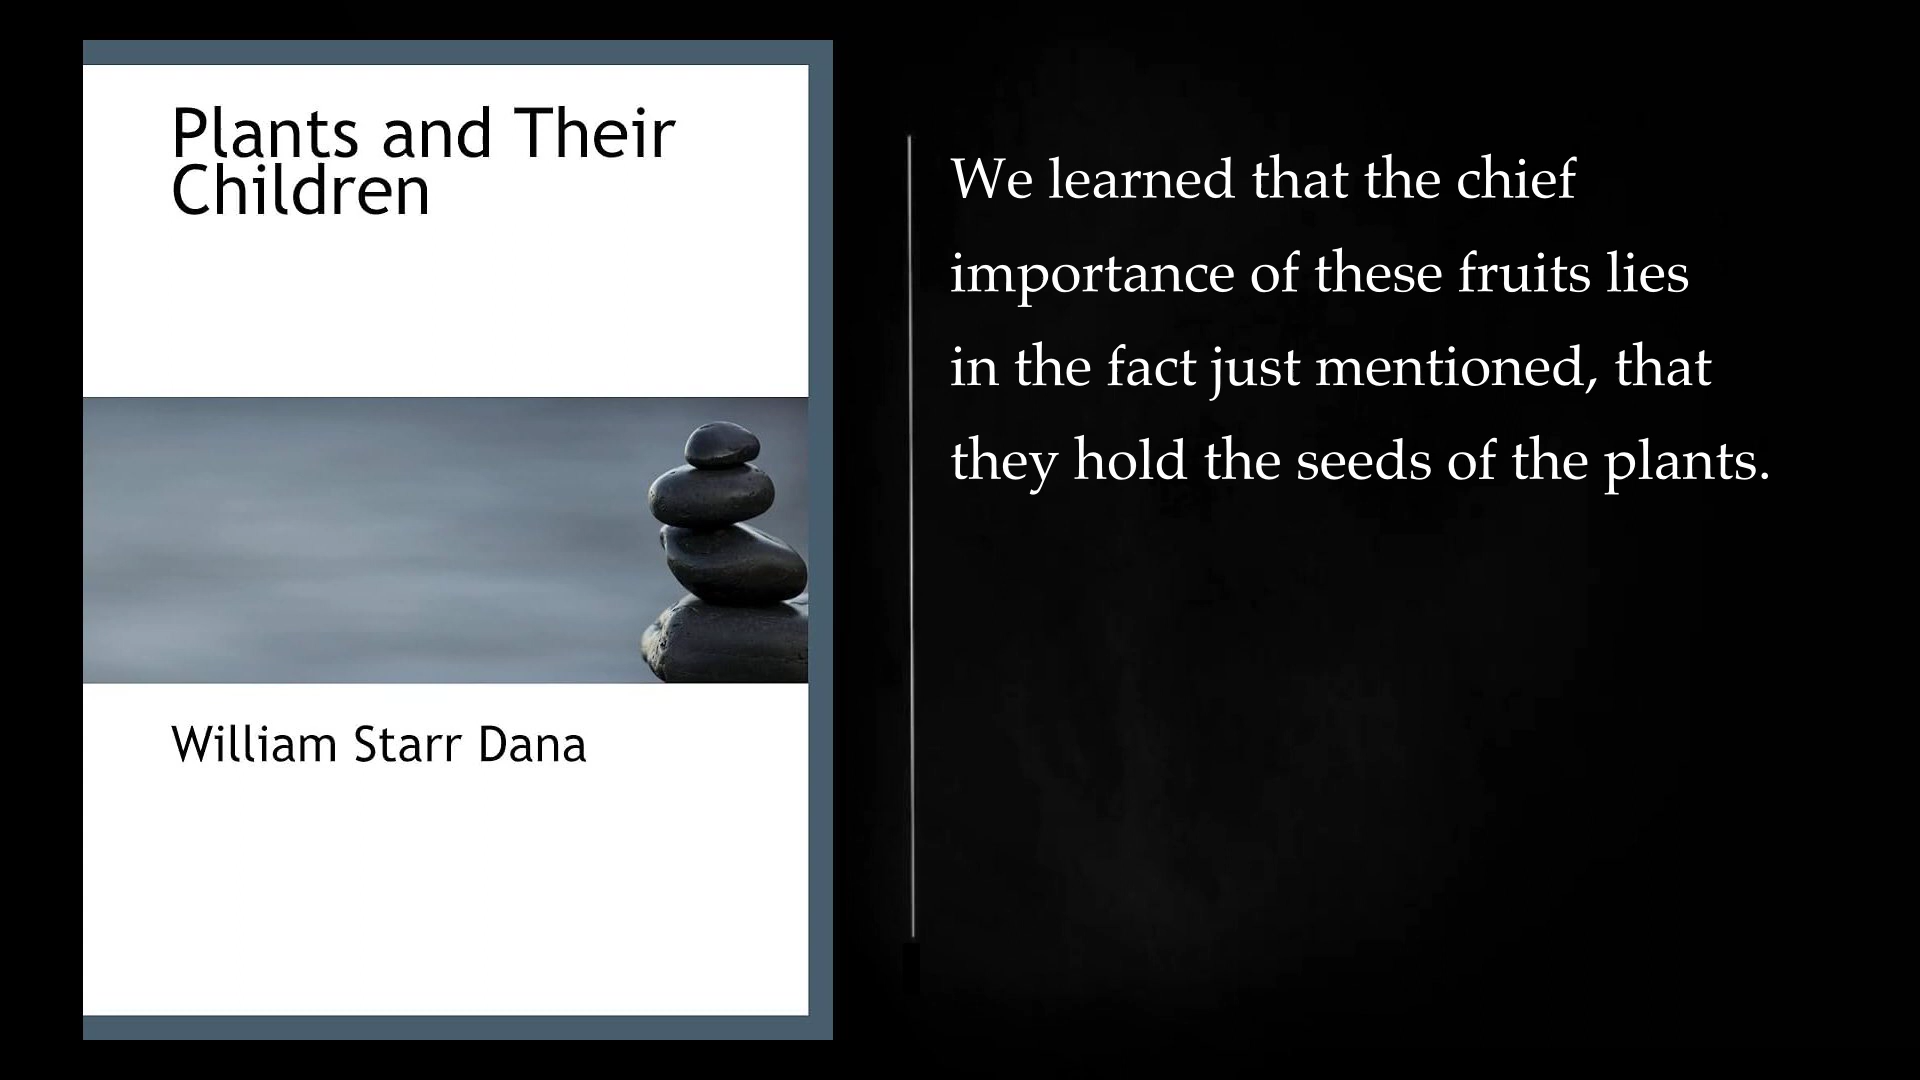 Plants and Their
Children
William Starr Dana
We learned that the chief
importance of these fruits lies
in the fact just mentioned, that
they hold the seeds of the plants.